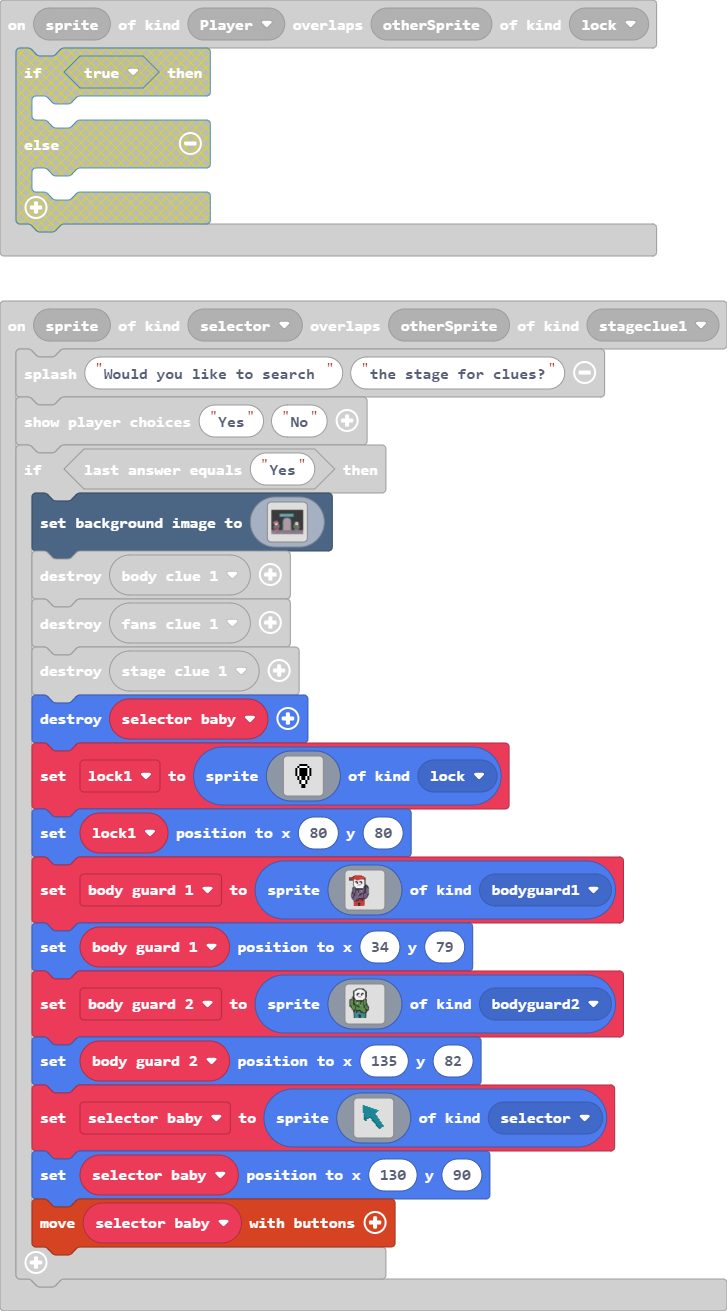 on sprite of kind Player overlaps otherSprite of kind lock
if true then
else
on sprite of kind selector overlaps otherSprite of kind stageclue1
splash "Would you like to search " "the stage for clues?"
show player choices "Yes" "No"
if last answer equals "Yes" then
set background image to
destroy body clue 1
destroy fans clue 1
destroy stage clue 1
destroy selector baby
set lock1 to sprite of kind lock
set lock1 position to x 80 y 80
set body guard 1 to sprite of kind bodyguard1
set body guard 1 position to x 34 y 79
set body guard 2 to sprite of kind bodyguard2
set body guard 2 position to x 135 y 82
set selector baby to sprite of kind selector
set selector baby position to x 130 y 90
move selector baby with buttons